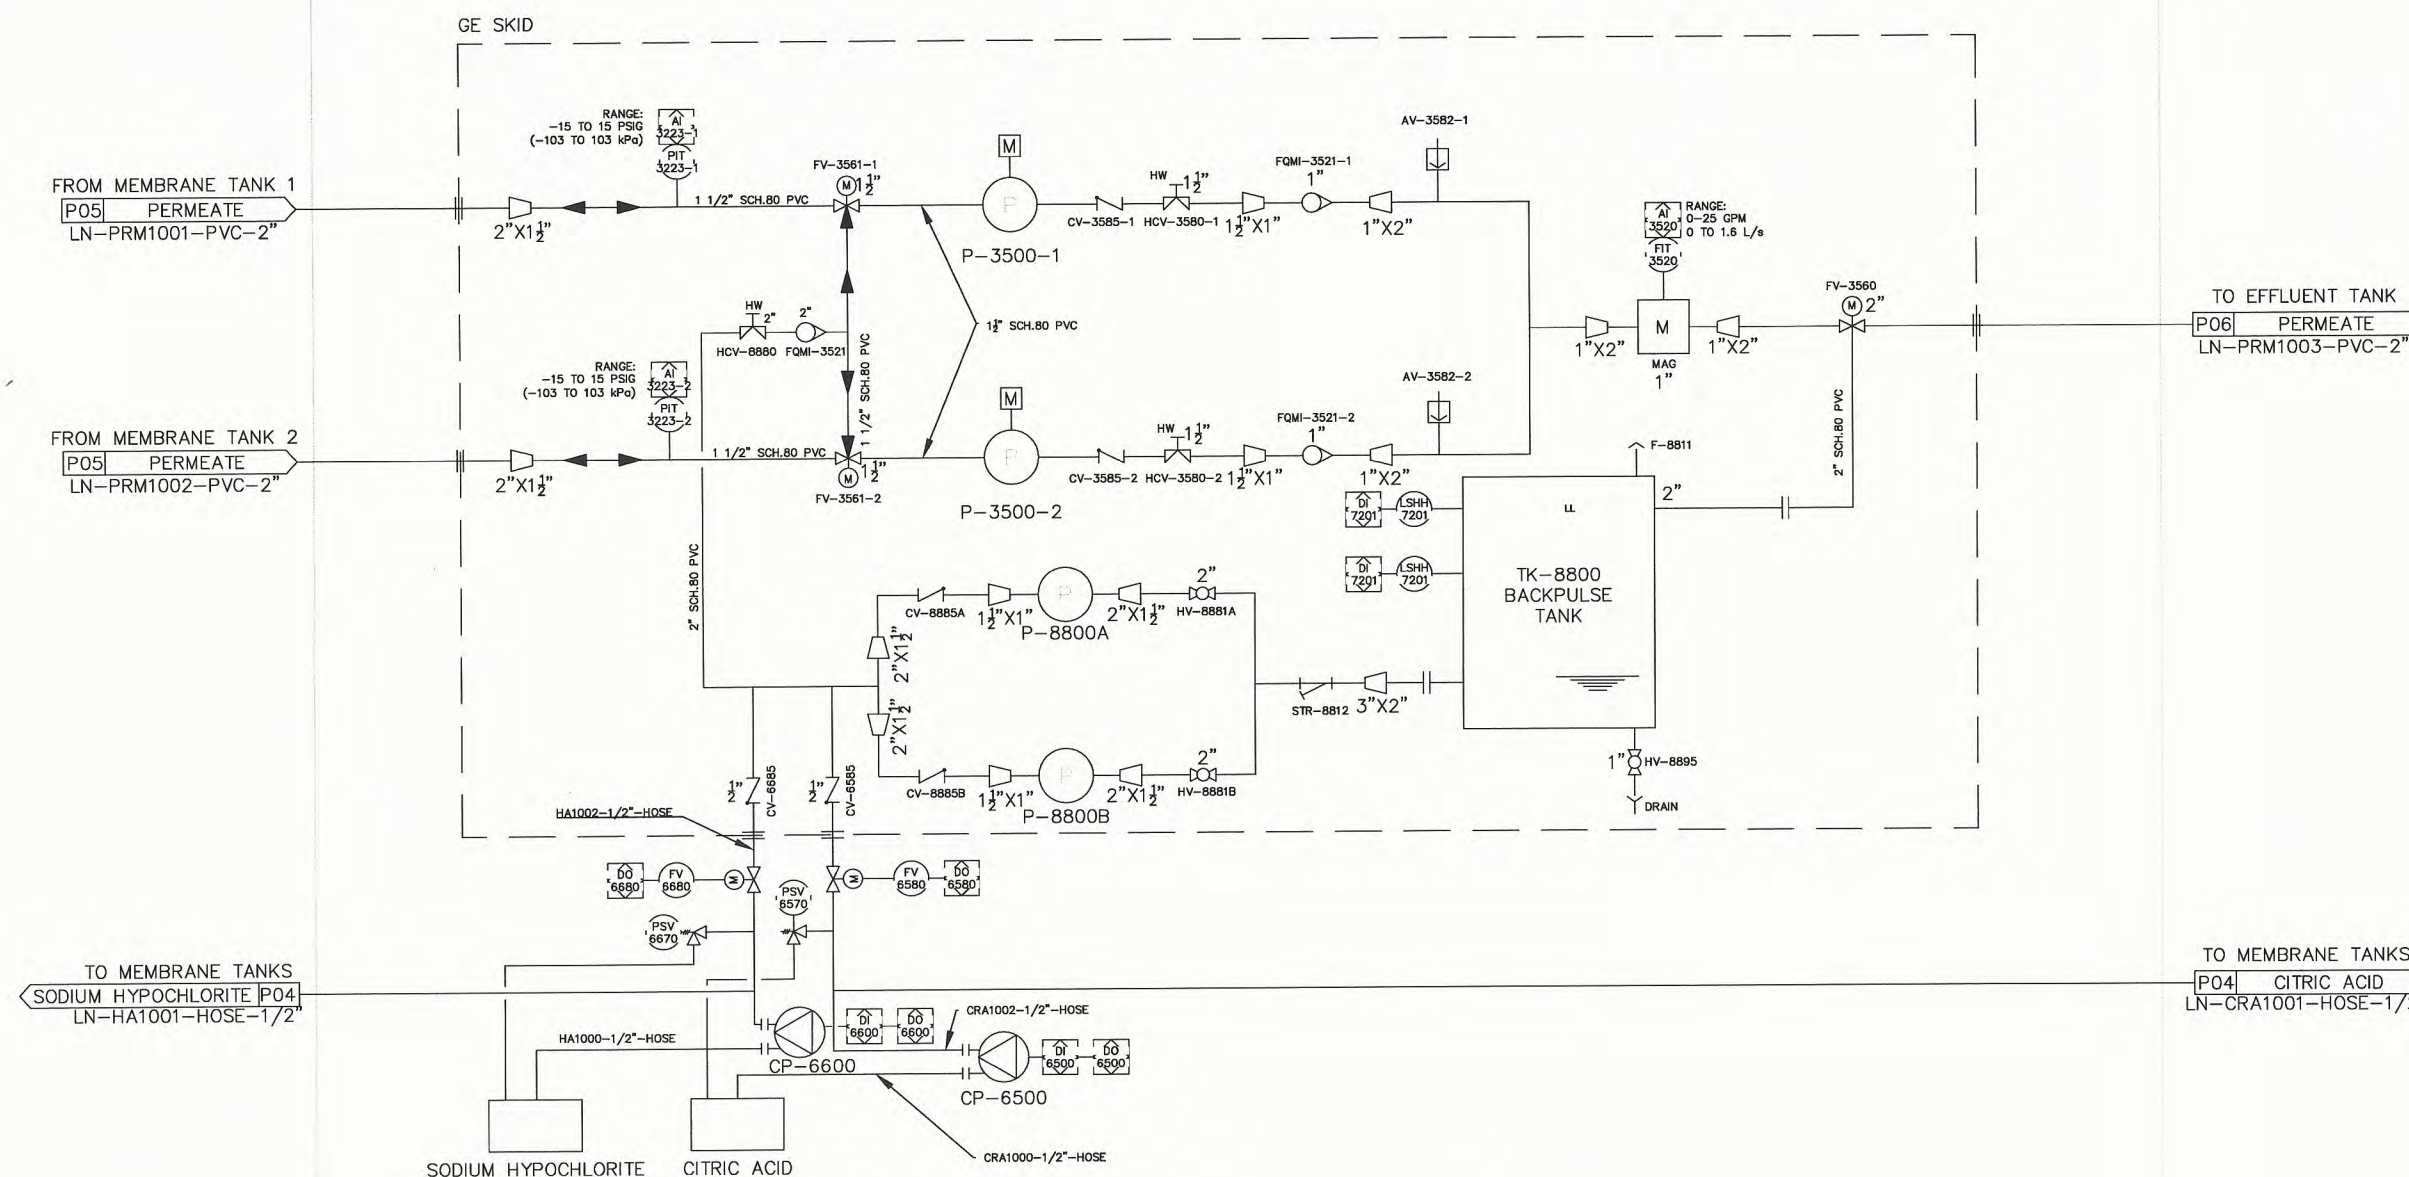 GE SKID
RANGE:
-15 TO 15 PSIG
(-103 TO 103 kPa)
AI
3223-1
PIT
3223-1
FROM MEMBRANE TANK 1
P05 PERMEATE
LN-PRM1001-PVC-2"
2"X1½"
1 1/2" SCH.80 PVC
FV-3561-1
M 1½"
M
P
P-3500-1
CV-3585-1
HW 1½"
HCV-3580-1
1½"X1"
FQMI-3521-1
1"
1"X2"
AV-3582-1
AI
3520
FIT
3520
RANGE:
0-25 GPM
0 TO 1.6 L/s
1"X2"
M
MAG
1"
1"X2"
FV-3560
M 2"
TO EFFLUENT TANK
P06 PERMEATE
LN-PRM1003-PVC-2"
HW
2"
HCV-8880
2"
FQMI-3521
1 1/2" SCH.80 PVC
1½" SCH.80 PVC
RANGE:
-15 TO 15 PSIG
(-103 TO 103 kPa)
AI
3223-2
PIT
3223-2
FROM MEMBRANE TANK 2
P05 PERMEATE
LN-PRM1002-PVC-2"
2"X1½"
1 1/2" SCH.80 PVC
1½"
M
FV-3561-2
M
P
P-3500-2
CV-3585-2
HW 1½"
HCV-3580-2
1½"X1"
FQMI-3521-2
1"
1"X2"
AV-3582-2
2" SCH.80 PVC
F-8811
2"
DI
7201
LSHH
7201
DI
7201
LSHH
7201
TK-8800
BACKPULSE
TANK
2" SCH.80 PVC
CV-8885A
1½"X1"
P
P-8800A
2"X1½"
2"
HV-8881A
2"X1½"
2"X1½"
STR-8812
3"X2"
CV-8885B
1½"X1"
P
P-8800B
2"X1½"
2"
HV-8881B
1"
HV-8895
DRAIN
½"
CV-6685
½"
CV-6585
HA1002-1/2"-HOSE
DO
6680
FV
6680
M
M
FV
6580
DO
6580
PSV
6670
PSV
6570
TO MEMBRANE TANKS
SODIUM HYPOCHLORITE P04
LN-HA1001-HOSE-1/2"
TO MEMBRANE TANKS
P04 CITRIC ACID
LN-CRA1001-HOSE-1/
HA1000-1/2"-HOSE
CP-6600
DI
6600
DO
6600
CRA1002-1/2"-HOSE
CP-6500
DI
6500
DO
6500
CRA1000-1/2"-HOSE
SODIUM HYPOCHLORITE
CITRIC ACID